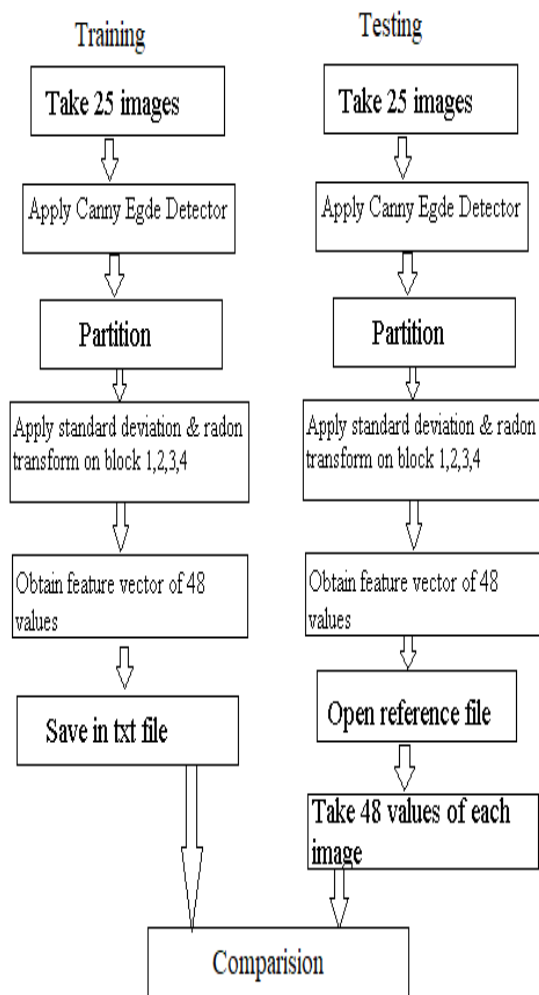 Training
Take 25 images
Apply Canny Egde Detector
Partition
Apply standard deviation & radon
transform on block 1,2,3,4
Obtain feature vector of 48
values
Save in txt file
Testing
Take 25 images
Apply Canny Egde Detector
Partition
Apply standard deviation & radon
transform on block 1,2,3,4
Obtain feature vector of 48
values
Open reference file
Take 48 values of each
image
Comparision